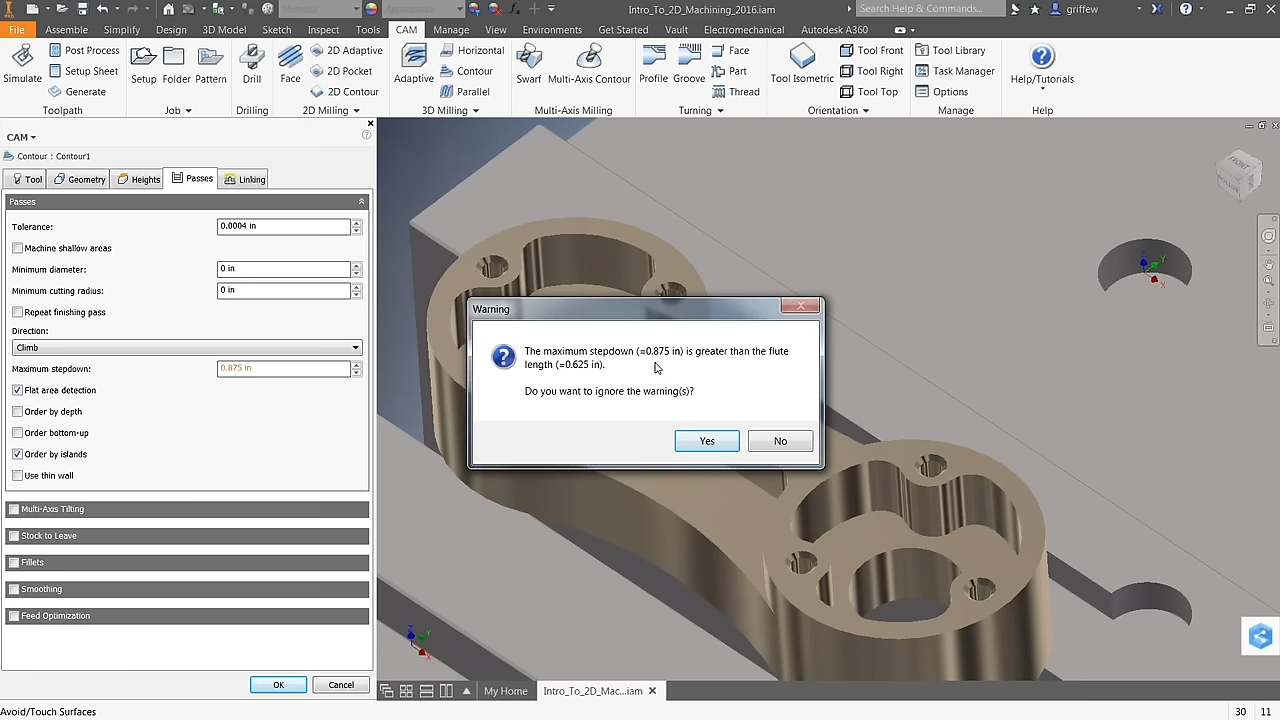 Material
Appearance
Intro_To_2D_Machining_2016.iam
Search Help & Commands...
griffew
PRO
File
Assemble
Simplify
Design
3D Model
Sketch
Inspect
Tools
CAM
Manage
View
Environments
Get Started
Vault
Electromechanical
Autodesk A360
Simulate
Post Process
Setup Sheet
Generate
Toolpath
Setup
Folder
Pattern
Job
Drill
Drilling
Face
2D Adaptive
2D Pocket
2D Contour
2D Milling
Adaptive
Horizontal
Contour
Parallel
3D Milling
Swarf
Multi-Axis Contour
Multi-Axis Milling
Profile
Groove
Face
Part
Thread
Turning
Tool Isometric
Tool Front
Tool Right
Tool Top
Orientation
Tool Library
Task Manager
Options
Manage
Help/Tutorials
Help
CAM
Contour : Contour1
Tool
Geometry
Heights
Passes
Linking
Passes
Tolerance: 0.0004 in
Machine shallow areas
Minimum diameter: 0 in
Minimum cutting radius: 0 in
Repeat finishing pass
Direction:
Climb
Maximum stepdown: 0.875 in
Flat area detection
Order by depth
Order bottom-up
Order by islands
Use thin wall
Multi-Axis Tilting
Stock to Leave
Fillets
Smoothing
Feed Optimization
OK
Cancel
Warning
The maximum stepdown (=0.875 in) is greater than the flute
length (=0.625 in).
Do you want to ignore the warning(s)?
Yes
No
FRONT
Z
Y
X
Z
Y
X
My Home
Intro_To_2D_Mac...iam
Avoid/Touch Surfaces
30
11